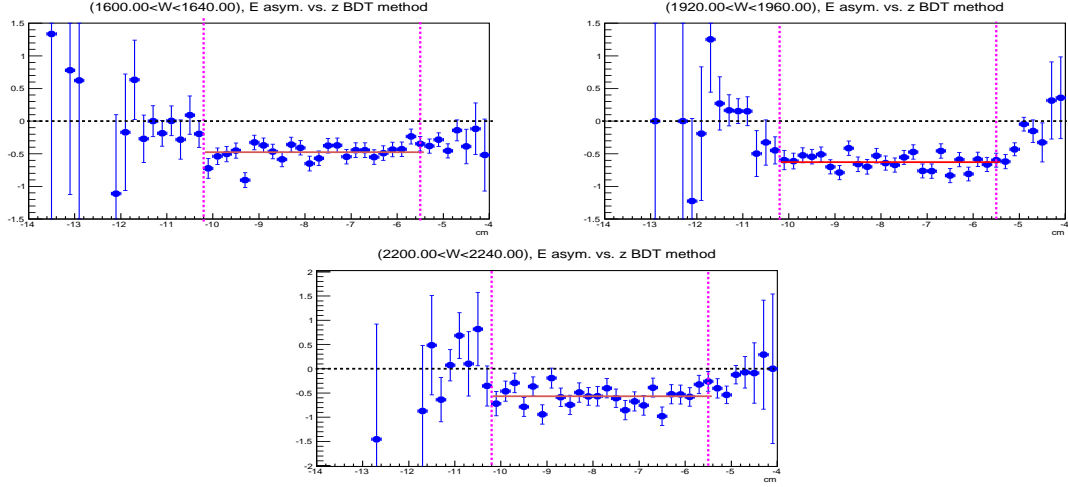 (1600.00<W<1640.00), E asym. vs. z BDT method
1.5
1
0.5
0
-0.5
-1
-1.5
-14 -13 -12 -11 -10 -9 -8 -7 -6 -5 -4
cm
(1920.00<W<1960.00), E asym. vs. z BDT method
1.5
1
0.5
0
-0.5
-1
-1.5
-14 -13 -12 -11 -10 -9 -8 -7 -6 -5 -4
cm
(2200.00<W<2240.00), E asym. vs. z BDT method
2
1.5
1
0.5
0
-0.5
-1
-1.5
-2
-14 -13 -12 -11 -10 -9 -8 -7 -6 -5 -4
cm